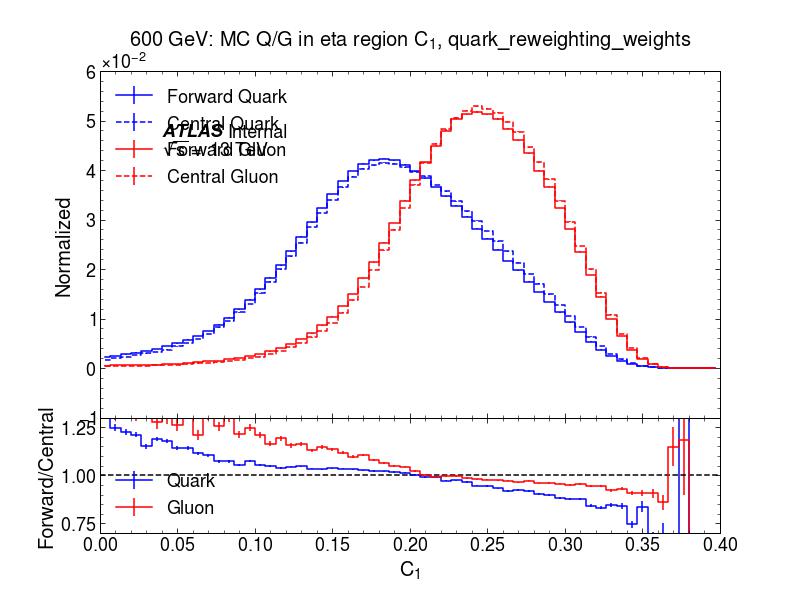 600 GeV: MC Q/G in eta region C₁, quark_reweighting_weights
×10⁻²
6
5
4
3
2
1
0
−1
Normalized
Forward Quark
Central Quark
ATLAS Internal
√s = 13 TeV
Forward Gluon
Central Gluon
1.25
1.00
0.75
Forward/Central
Quark
Gluon
0.00 0.05 0.10 0.15 0.20 0.25 0.30 0.35 0.40
C₁